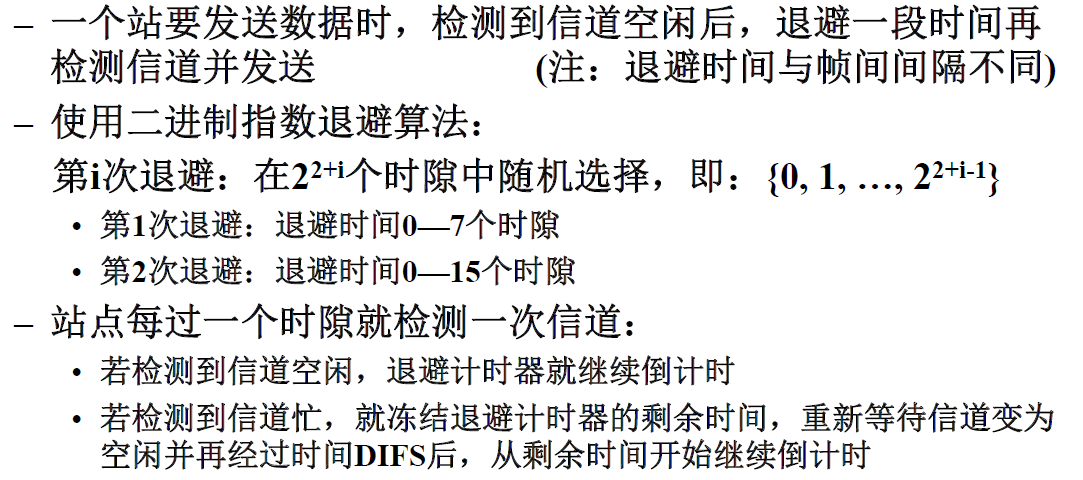 – 一个站要发送数据时，检测到信道空闲后，退避一段时间再
检测信道并发送 (注：退避时间与帧间间隔不同)
– 使用二进制指数退避算法：
第i次退避：在2²⁺ⁱ个时隙中随机选择，即：{0, 1, …, 2²⁺ⁱ⁻¹}
• 第1次退避：退避时间0—7个时隙
• 第2次退避：退避时间0—15个时隙
– 站点每过一个时隙就检测一次信道：
• 若检测到信道空闲，退避计时器就继续倒计时
• 若检测到信道忙，就冻结退避计时器的剩余时间，重新等待信道变为
空闲并再经过时间DIFS后，从剩余时间开始继续倒计时